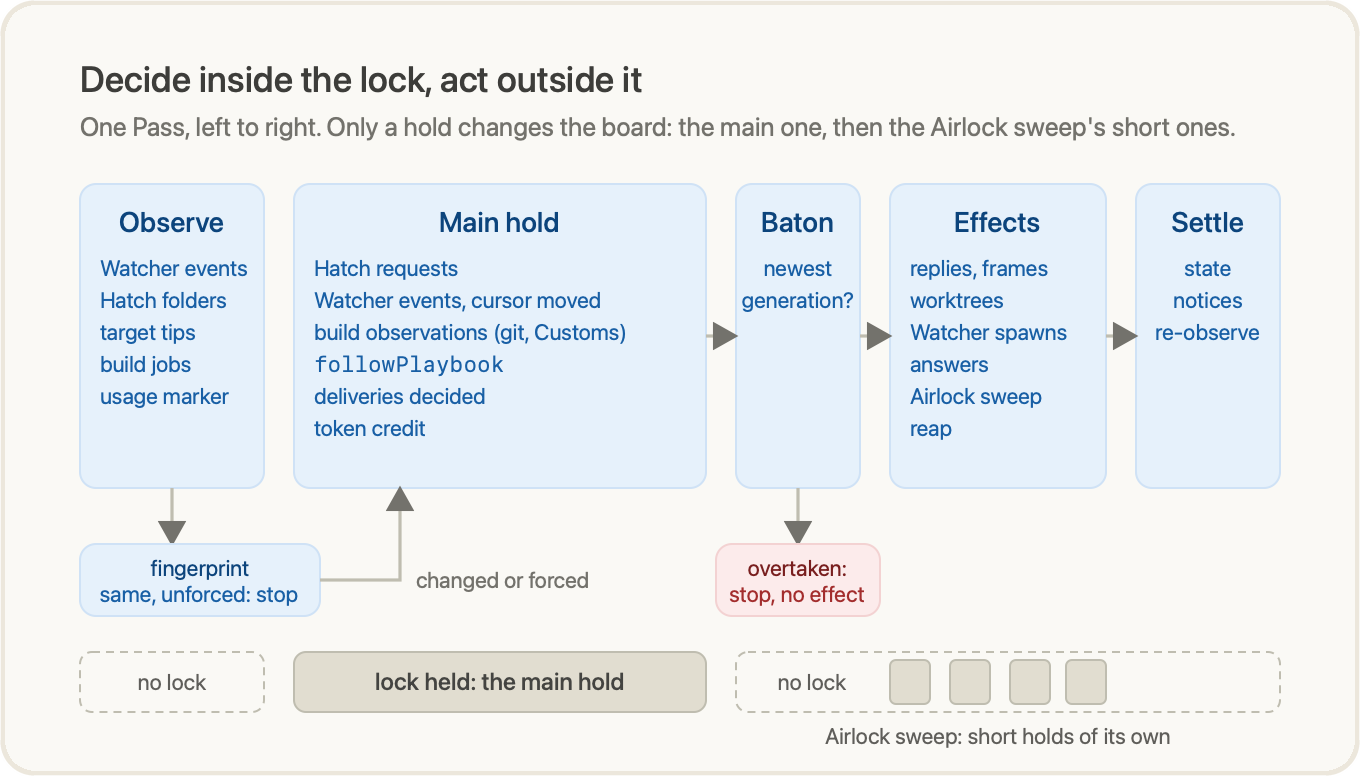 Decide inside the lock, act outside it
One Pass, left to right. Only a hold changes the board: the main one, then the Airlock sweep's short ones.
Observe
Watcher events
Hatch folders
target tips
build jobs
usage marker
Main hold
Hatch requests
Watcher events, cursor moved
build observations (git, Customs)
followPlaybook
deliveries decided
token credit
Baton
newest
generation?
Effects
replies, frames
worktrees
Watcher spawns
answers
Airlock sweep
reap
Settle
state
notices
re-observe
fingerprint
same, unforced: stop
changed or forced
overtaken:
stop, no effect
no lock
lock held: the main hold
no lock
Airlock sweep: short holds of its own